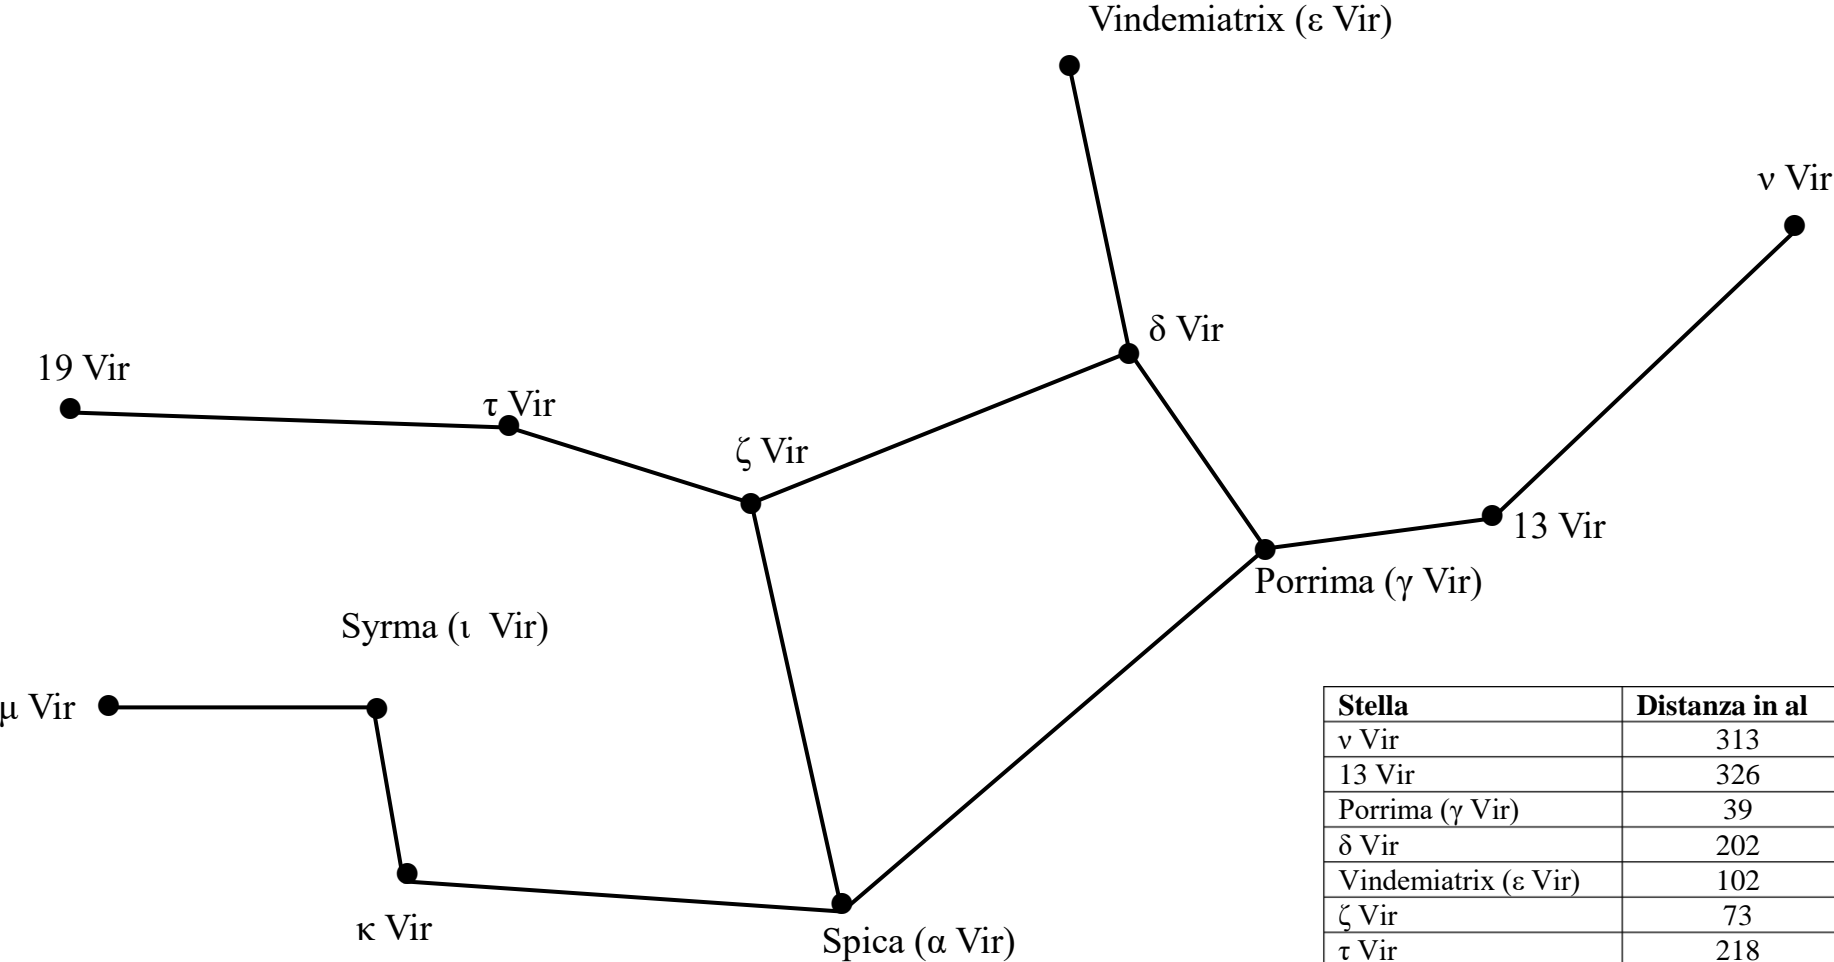 Vindemiatrix (ε Vir)
ν Vir
δ Vir
19 Vir
τ Vir
ζ Vir
13 Vir
Porrima (γ Vir)
Syrma (ι Vir)
μ Vir
κ Vir
Spica (α Vir)
Stella Distanza in al
ν Vir 313
13 Vir 326
Porrima (γ Vir) 39
δ Vir 202
Vindemiatrix (ε Vir) 102
ζ Vir 73
τ Vir 218